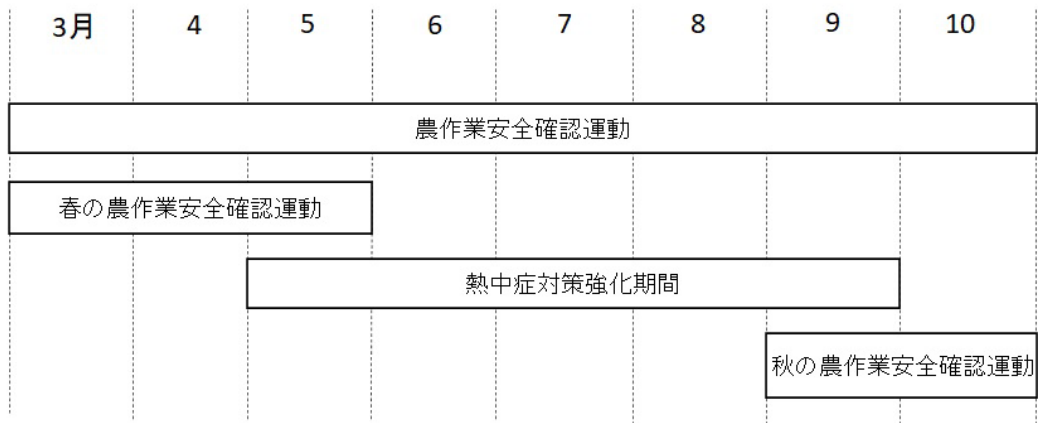 3月 4 5 6 7 8 9 10
農作業安全確認運動
春の農作業安全確認運動
熱中症対策強化期間
秋の農作業安全確認運動